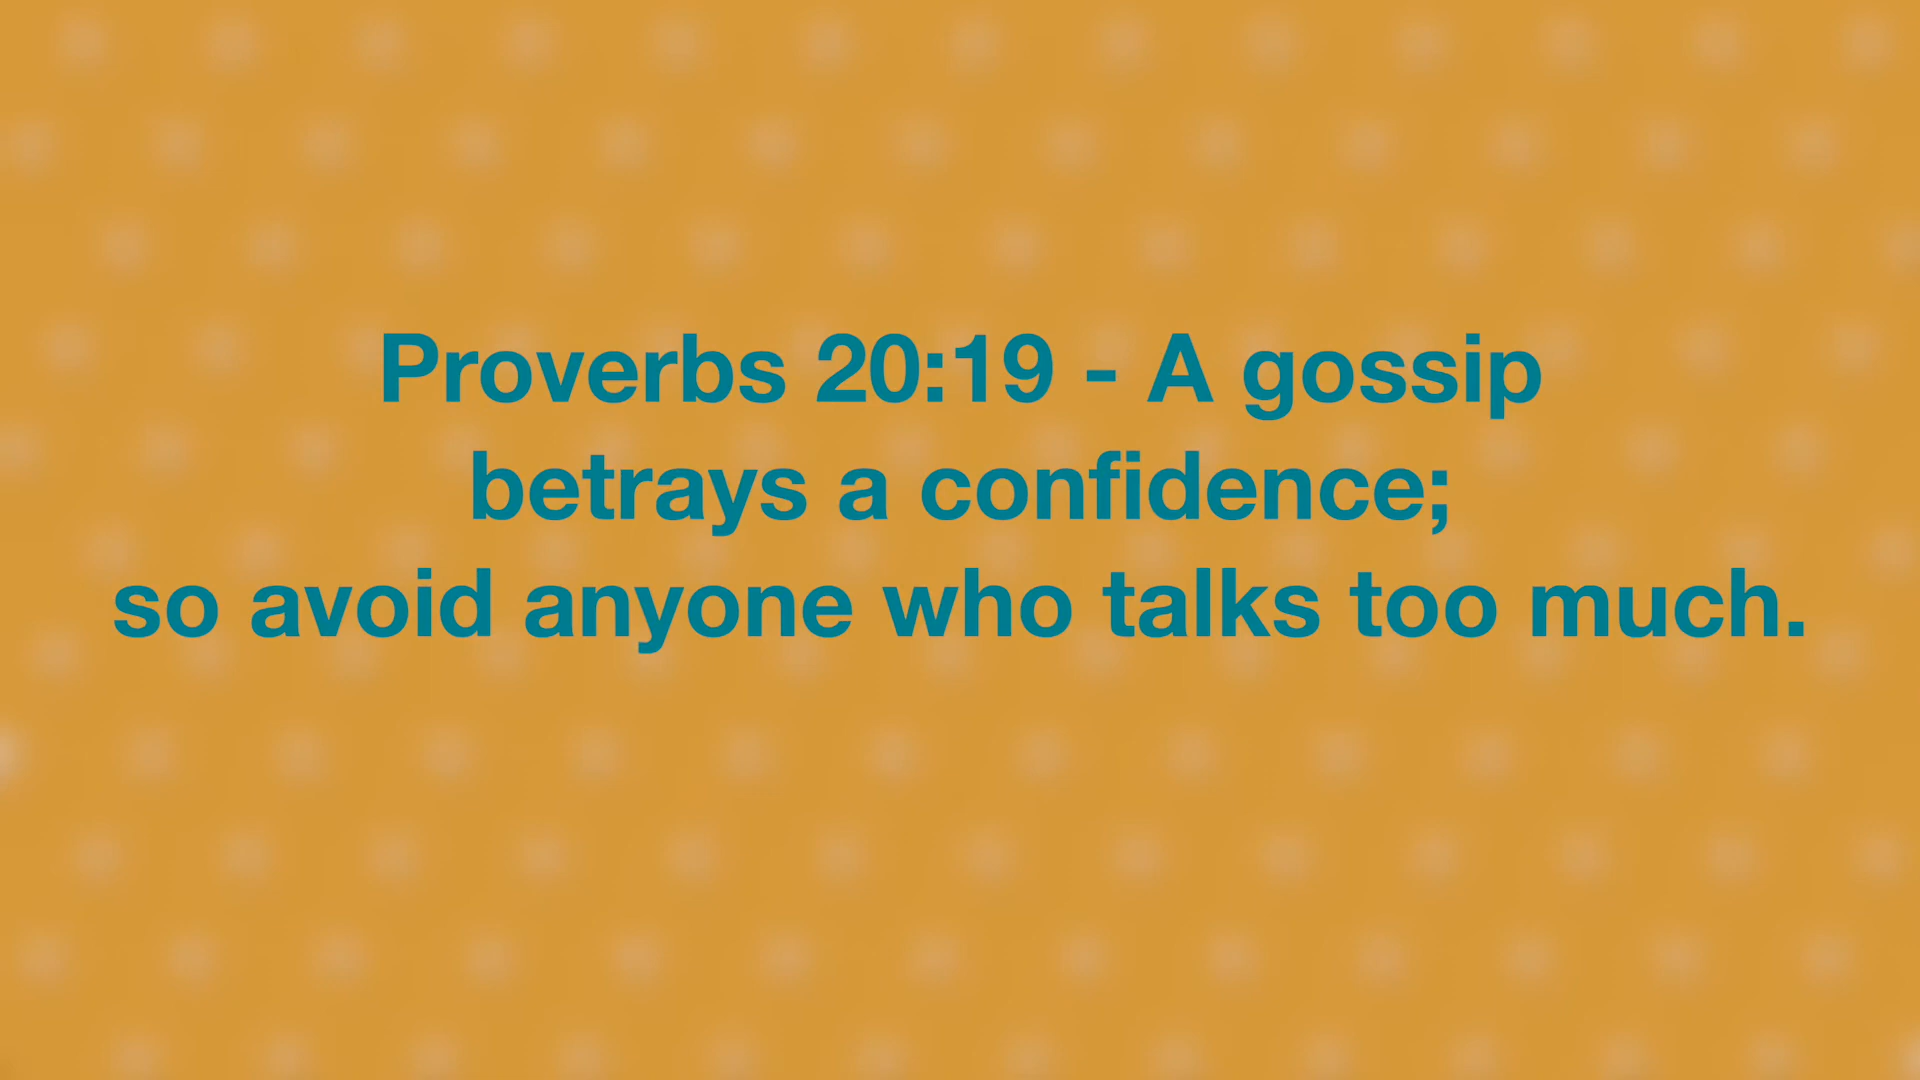 Proverbs 20:19 - A gossip
betrays a confidence;
so avoid anyone who talks too much.